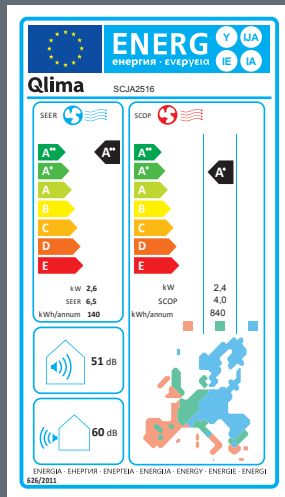 ENERG
Y IJA
IE IA
енергия · ενεργεια
Qlima SCJA2516
SEER
SCOP
A++ A++ A++
A+ A+ A+
A A
B B
C C
D D
E E
kW 2,6
SEER 6,5
kWh/annum 140
kW 2,4
SCOP 4,0
kWh/annum 840
51 dB
60 dB
ENERGIA · ЕНЕРГИЯ · ΕΝΕΡΓΕΙΑ · ENERGIJA · ENERGY · ENERGIE · ENERGI
626/2011